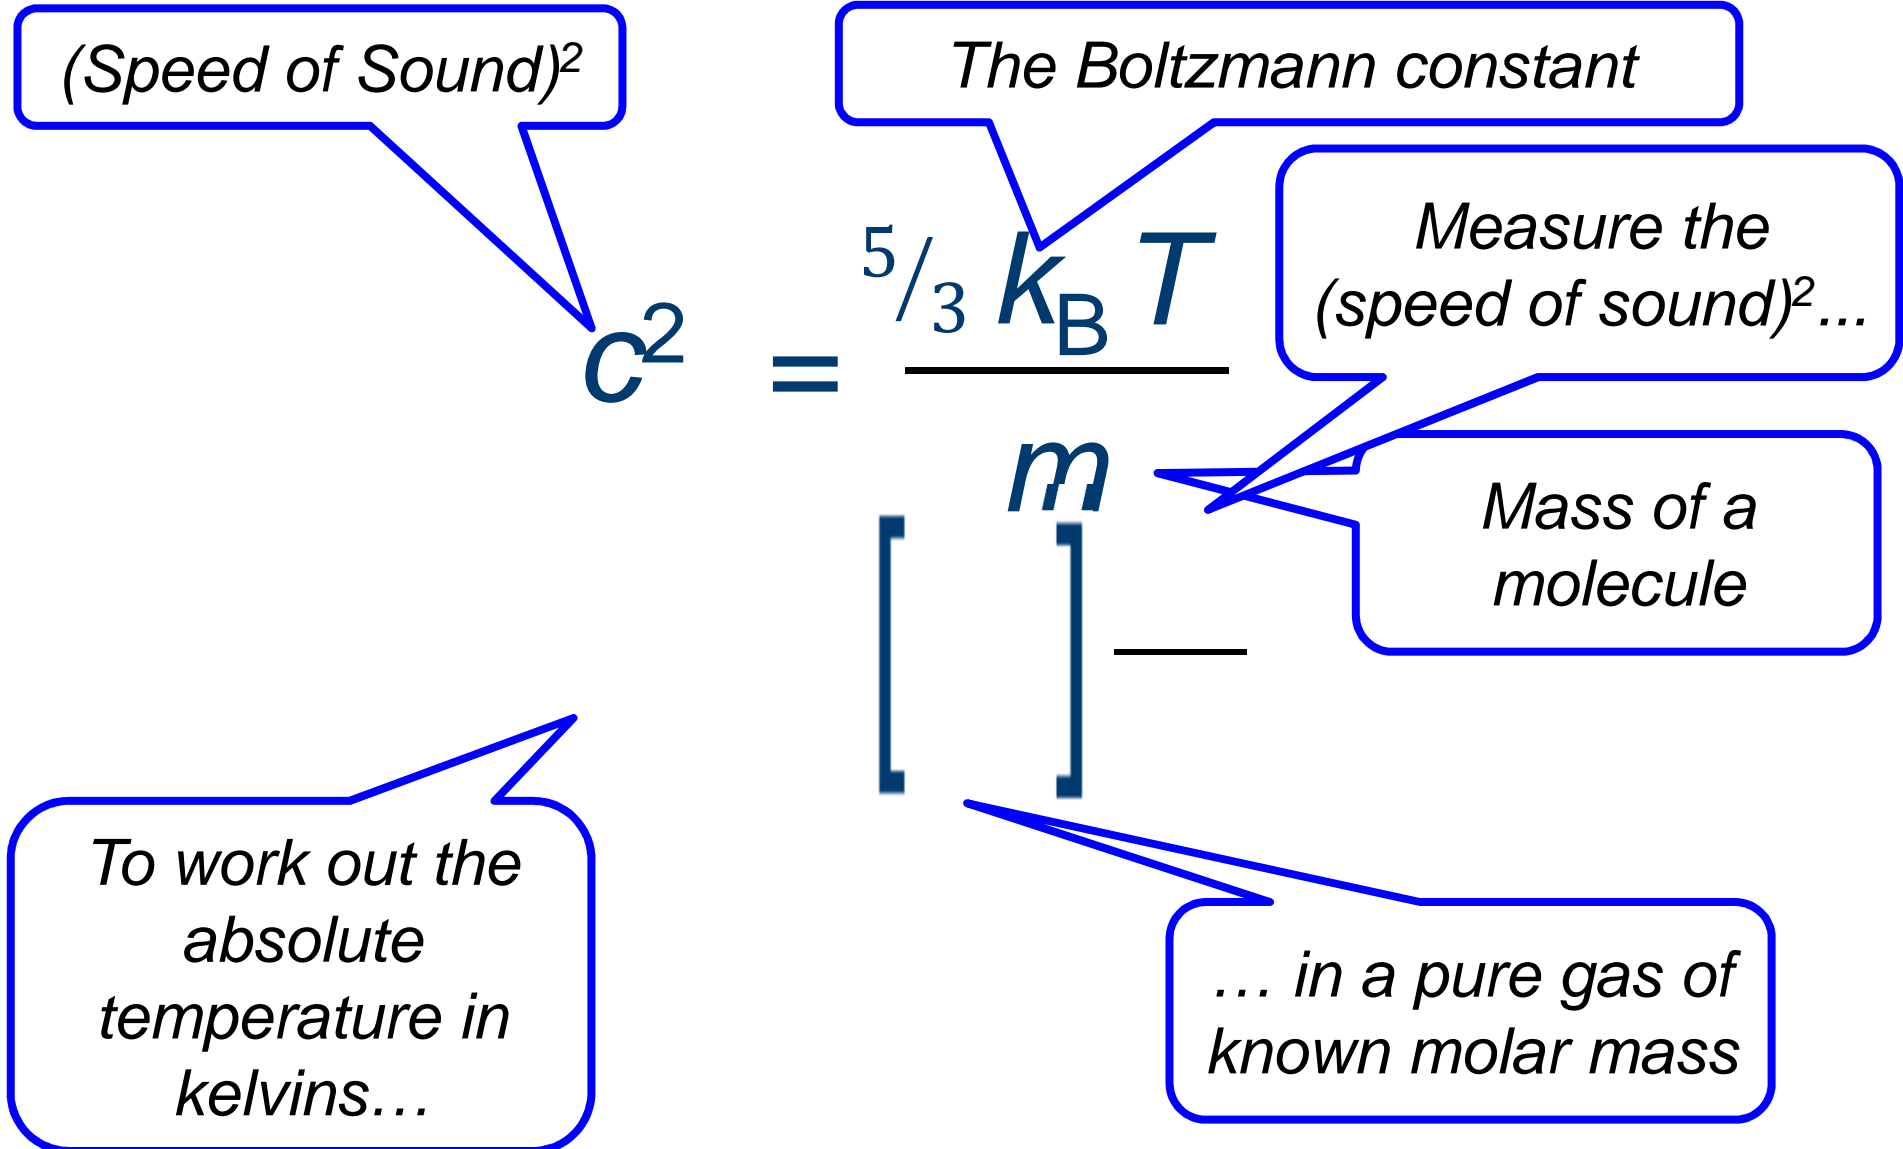 (Speed of Sound)²
The Boltzmann constant
Measure the
(speed of sound)²...
c² = 5/3 k_B T
m
Mass of a
molecule
[ ]
To work out the
absolute
temperature in
kelvins…
… in a pure gas of
known molar mass